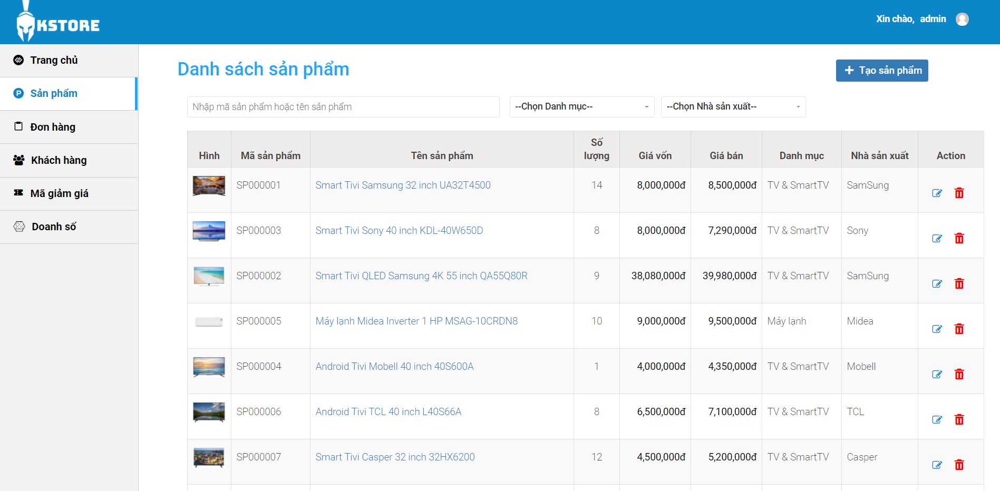 KSTORE
Xin chào, admin
Trang chủ
Sản phẩm
Đơn hàng
Khách hàng
Mã giảm giá
Doanh số
Danh sách sản phẩm
+ Tạo sản phẩm
Nhập mã sản phẩm hoặc tên sản phẩm
--Chọn Danh mục--
--Chọn Nhà sản xuất--
Hình Mã sản phẩm Tên sản phẩm Số lượng Giá vốn Giá bán Danh mục Nhà sản xuất Action
SP000001 Smart Tivi Samsung 32 inch UA32T4500 14 8,000,000đ 8,500,000đ TV & SmartTV SamSung
SP000003 Smart Tivi Sony 40 inch KDL-40W650D 8 8,000,000đ 7,290,000đ TV & SmartTV Sony
SP000002 Smart Tivi QLED Samsung 4K 55 inch QA55Q80R 9 38,080,000đ 39,980,000đ TV & SmartTV SamSung
SP000005 Máy lạnh Midea Inverter 1 HP MSAG-10CRDN8 10 9,000,000đ 9,500,000đ Máy lạnh Midea
SP000004 Android Tivi Mobell 40 inch 40S600A 1 4,000,000đ 4,350,000đ TV & SmartTV Mobell
SP000006 Android Tivi TCL 40 inch L40S66A 8 6,500,000đ 7,100,000đ TV & SmartTV TCL
SP000007 Smart Tivi Casper 32 inch 32HX6200 12 4,500,000đ 5,200,000đ TV & SmartTV Casper